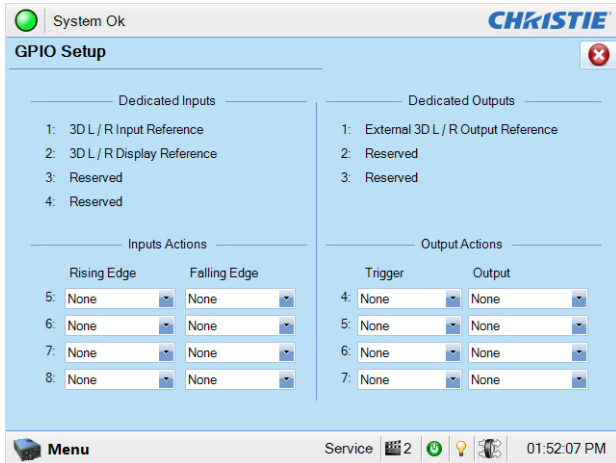 System Ok
CHRISTIE
GPIO Setup
Dedicated Inputs
1: 3D L / R Input Reference
2: 3D L / R Display Reference
3: Reserved
4: Reserved
Dedicated Outputs
1: External 3D L / R Output Reference
2: Reserved
3: Reserved
Inputs Actions
Rising Edge Falling Edge
5: None None
6: None None
7: None None
8: None None
Output Actions
Trigger Output
4: None None
5: None None
6: None None
7: None None
Menu
Service 2 01:52:07 PM